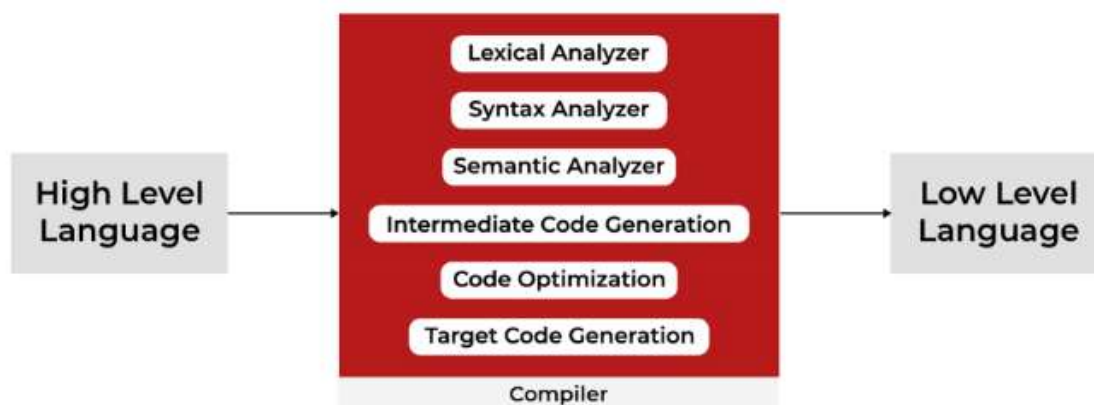 High Level
Language
Lexical Analyzer
Syntax Analyzer
Semantic Analyzer
Intermediate Code Generation
Code Optimization
Target Code Generation
Compiler
Low Level
Language